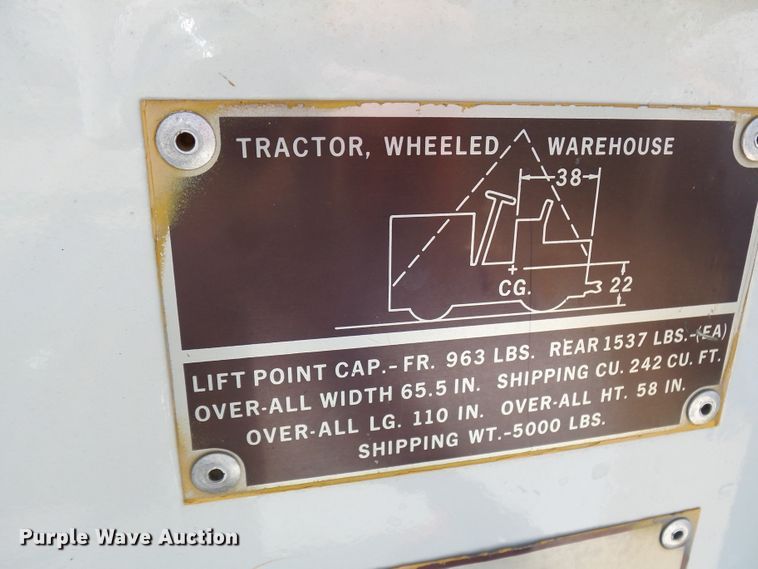 TRACTOR, WHEELED WAREHOUSE
38
CG.
22
LIFT POINT CAP.- FR. 963 LBS. REAR 1537 LBS.-(EA)
OVER-ALL WIDTH 65.5 IN. SHIPPING CU. 242 CU. FT.
OVER-ALL LG. 110 IN. OVER-ALL HT. 58 IN.
SHIPPING WT.-5000 LBS.
Purple Wave Auction